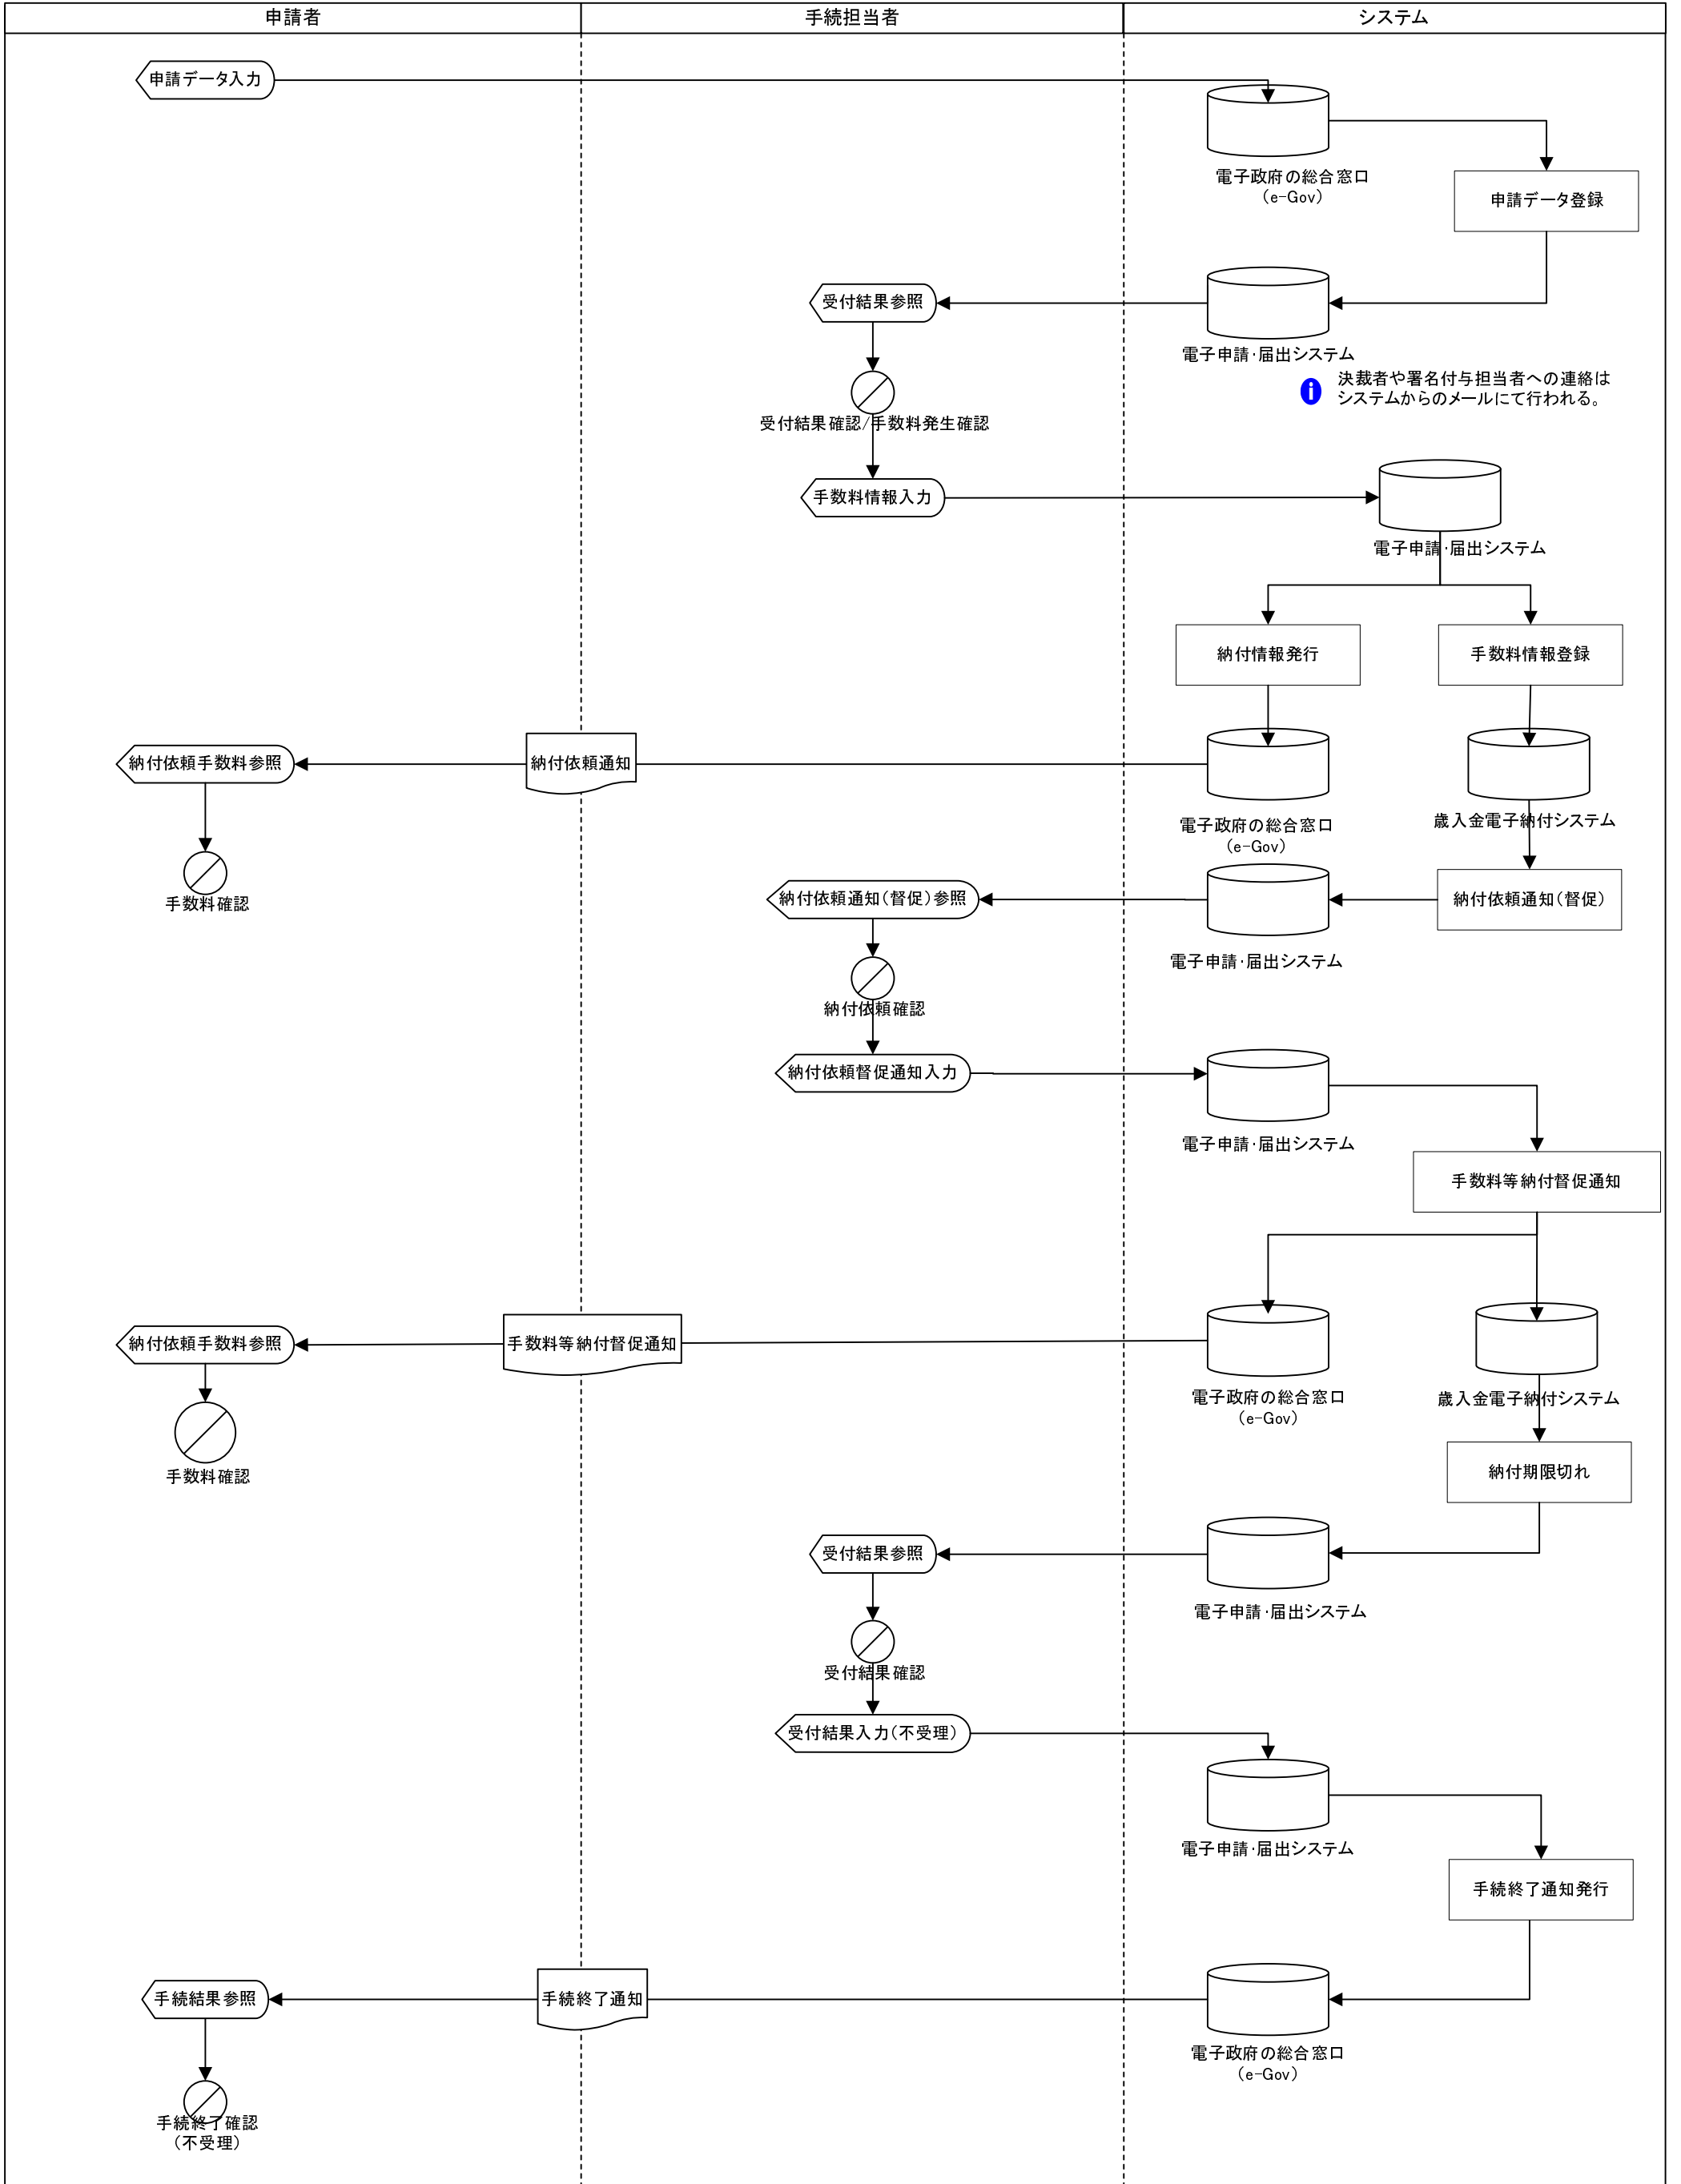 申請者
手続担当者
システム
申請データ入力
電子政府の総合窓口
(e-Gov)
申請データ登録
受付結果参照
電子申請・届出システム
決裁者や署名付与担当者への連絡は
システムからのメールにて行われる。
受付結果確認/手数料発生確認
手数料情報入力
電子申請・届出システム
納付情報発行
手数料情報登録
納付依頼手数料参照
納付依頼通知
電子政府の総合窓口
(e-Gov)
歳入金電子納付システム
手数料確認
納付依頼通知(督促)参照
納付依頼通知(督促)
電子申請・届出システム
納付依頼確認
納付依頼督促通知入力
電子申請・届出システム
手数料等納付督促通知
納付依頼手数料参照
手数料等納付督促通知
電子政府の総合窓口
(e-Gov)
歳入金電子納付システム
手数料確認
納付期限切れ
受付結果参照
電子申請・届出システム
受付結果確認
受付結果入力(不受理)
電子申請・届出システム
手続終了通知発行
手続結果参照
手続終了通知
電子政府の総合窓口
(e-Gov)
手続終了確認
(不受理)